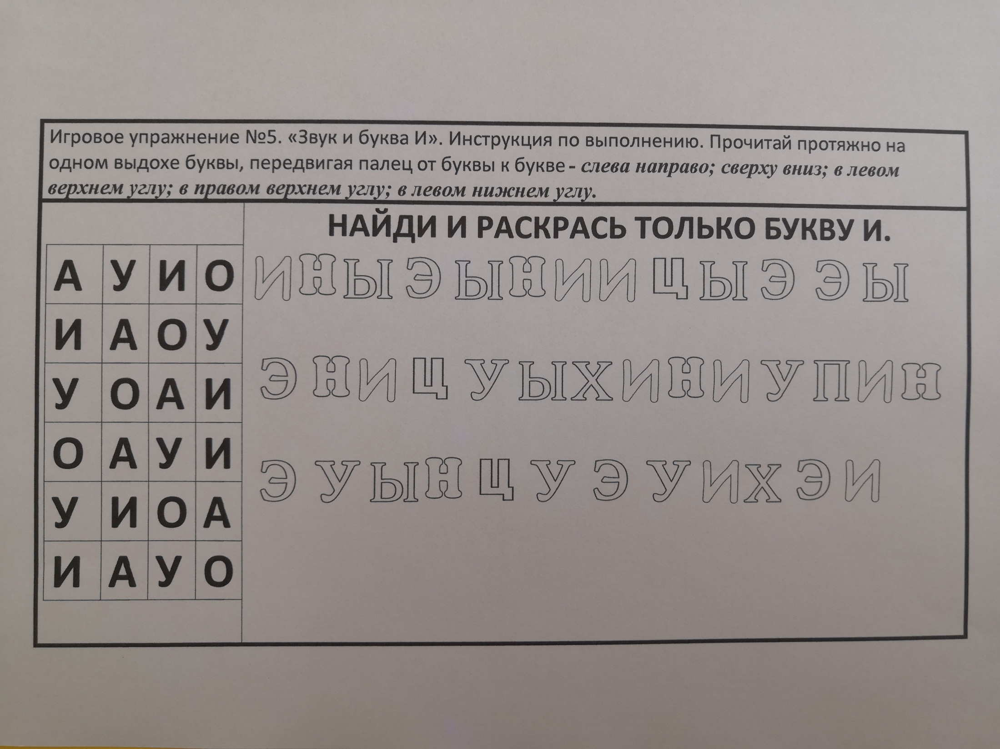 Игровое упражнение №5. «Звук и буква И». Инструкция по выполнению. Прочитай протяжно на
одном выдохе буквы, передвигая палец от буквы к букве - слева направо; сверху вниз; в левом
верхнем углу; в правом верхнем углу; в левом нижнем углу.
А У И О
И А О У
У О А И
О А У И
У И О А
И А У О
НАЙДИ И РАСКРАСЬ ТОЛЬКО БУКВУ И.
И Н Ы Э Ы Н И И Ц Ы Э Э Ы
Э Н И Ц У Ы Х И Н И У П И Н
Э У Ы Н Ц У Э У И Х Э И